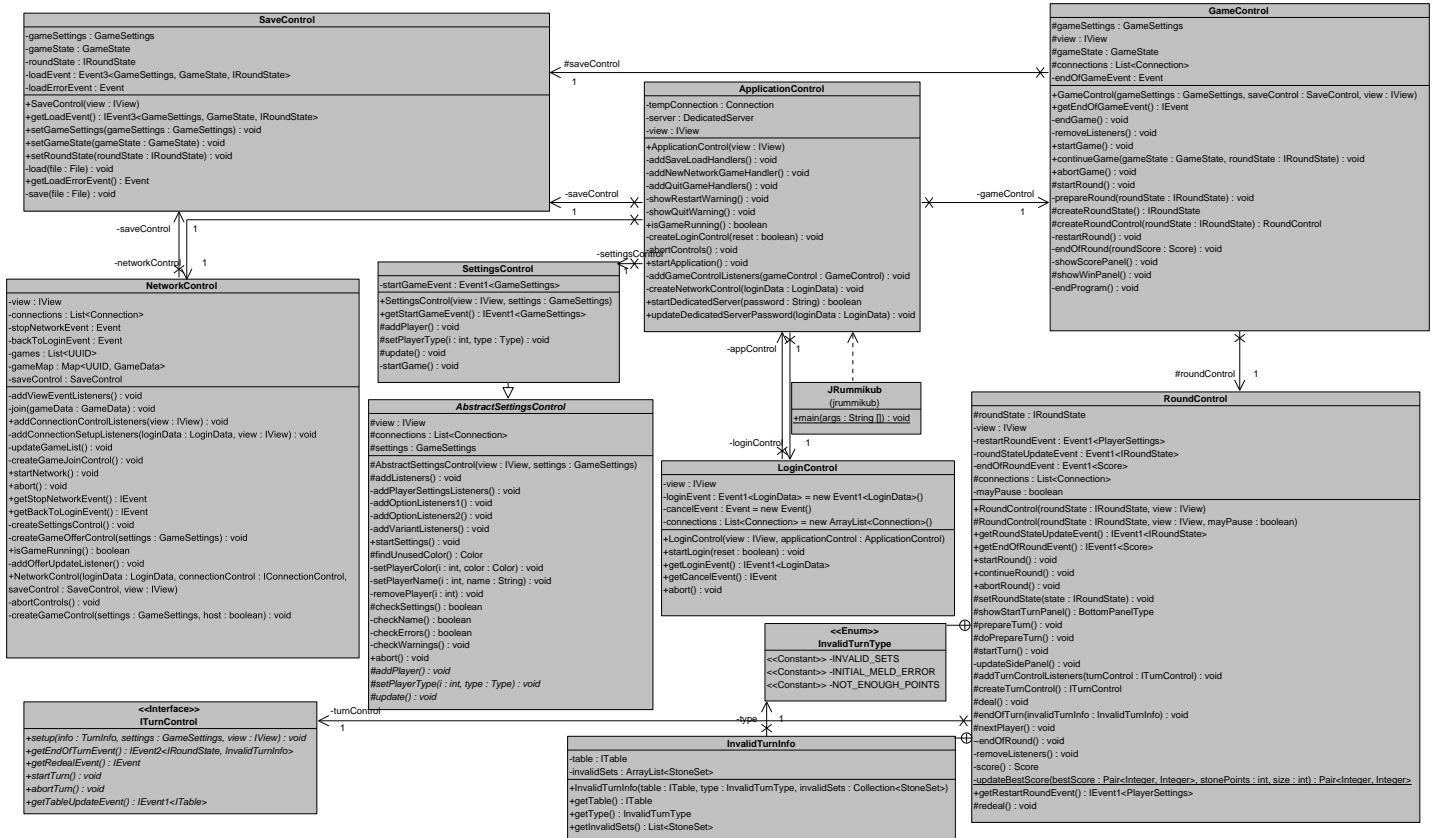 SaveControl
-gameSettings : GameSettings
-gameState : GameState
-roundState : IRoundState
-loadEvent : Event3<GameSettings, GameState, IRoundState>
-loadErrorEvent : Event
+SaveControl(view : IView)
+getLoadEvent() : IEvent3<GameSettings, GameState, IRoundState>
+setGameSettings(gameSettings : GameSettings) : void
+setGameState(gameState : GameState) : void
+setRoundState(roundState : IRoundState) : void
-load(file : File) : void
+getLoadErrorEvent() : Event
-save(file : File) : void
#saveControl
1
GameControl
#gameSettings : GameSettings
#view : IView
#gameState : GameState
#connections : List<Connection>
-endOfGameEvent : Event
+GameControl(gameSettings : GameSettings, saveControl : SaveControl, view : IView)
+getEndOfGameEvent() : IEvent
-endGame() : void
-removeListeners() : void
+startGame() : void
+continueGame(gameState : GameState, roundState : IRoundState) : void
+abortGame() : void
#startRound() : void
-prepareRound(roundState : IRoundState) : void
#createRoundState() : IRoundState
#createRoundControl(roundState : IRoundState) : RoundControl
-restartRound() : void
-endOfRound(roundScore : Score) : void
-showScorePanel() : void
#showWinPanel() : void
-endProgram() : void
ApplicationControl
-tempConnection : Connection
-server : DedicatedServer
-view : IView
+ApplicationControl(view : IView)
-addSaveLoadHandlers() : void
-addNewNetworkGameHandler() : void
-addQuitGameHandlers() : void
-showRestartWarning() : void
-showQuitWarning() : void
+isGameRunning() : boolean
-createLoginControl(reset : boolean) : void
-abortControls() : void
+startApplication() : void
-addGameControlListeners(gameControl : GameControl) : void
-createNetworkControl(loginData : LoginData) : void
+startDedicatedServer(password : String) : boolean
+updateDedicatedServerPassword(loginData : LoginData) : void
-saveControl
1
-gameControl
1
-saveControl
1
-networkControl
1
-settingsControl
1
SettingsControl
-startGameEvent : Event1<GameSettings>
+SettingsControl(view : IView, settings : GameSettings)
+getStartGameEvent() : IEvent1<GameSettings>
#addPlayer() : void
#setPlayerType(i : int, type : Type) : void
#update() : void
-startGame() : void
NetworkControl
-view : IView
-connections : List<Connection>
-stopNetworkEvent : Event
-backToLoginEvent : Event
-games : List<UUID>
-gameMap : Map<UUID, GameData>
-saveControl : SaveControl
-addViewEventListeners() : void
-join(gameData : GameData) : void
+addConnectionControlListeners(view : IView) : void
-addConnectionSetupListeners(loginData : LoginData, view : IView) : void
-updateGameList() : void
-createGameJoinControl() : void
+startNetwork() : void
+abort() : void
+getStopNetworkEvent() : IEvent
+getBackToLoginEvent() : IEvent
-createSettingsControl() : void
-createGameOfferControl(settings : GameSettings) : void
+isGameRunning() : boolean
-addOfferUpdateListener() : void
+NetworkControl(loginData : LoginData, connectionControl : IConnectionControl,
saveControl : SaveControl, view : IView)
-abortControls() : void
-createGameControl(settings : GameSettings, host : boolean) : void
AbstractSettingsControl
#view : IView
#connections : List<Connection>
#settings : GameSettings
#AbstractSettingsControl(view : IView, settings : GameSettings)
#addListeners() : void
-addPlayerSettingsListeners() : void
-addOptionListeners1() : void
-addOptionListeners2() : void
-addVariantListeners() : void
+startSettings() : void
#findUnusedColor() : Color
-setPlayerColor(i : int, color : Color) : void
-setPlayerName(i : int, name : String) : void
-removePlayer(i : int) : void
#checkSettings() : boolean
-checkName() : boolean
-checkErrors() : boolean
-checkWarnings() : void
+abort() : void
#addPlayer() : void
#setPlayerType(i : int, type : Type) : void
#update() : void
-appControl
1
JRummikub
(jrummikub)
+main(args : String []) : void
-loginControl
1
LoginControl
-view : IView
-loginEvent : Event1<LoginData> = new Event1<LoginData>()
-cancelEvent : Event = new Event()
-connections : List<Connection> = new ArrayList<Connection>()
+LoginControl(view : IView, applicationControl : ApplicationControl)
+startLogin(reset : boolean) : void
+getLoginEvent() : IEvent1<LoginData>
+getCancelEvent() : IEvent
+abort() : void
#roundControl
1
RoundControl
#roundState : IRoundState
-view : IView
-restartRoundEvent : Event1<PlayerSettings>
-roundStateUpdateEvent : Event1<IRoundState>
-endOfRoundEvent : Event1<Score>
#connections : List<Connection>
-mayPause : boolean
+RoundControl(roundState : IRoundState, view : IView)
#RoundControl(roundState : IRoundState, view : IView, mayPause : boolean)
+getRoundStateUpdateEvent() : IEvent1<IRoundState>
+getEndOfRoundEvent() : IEvent1<Score>
+startRound() : void
+continueRound() : void
+abortRound() : void
#setRoundState(state : IRoundState) : void
#showStartTurnPanel() : BottomPanelType
#prepareTurn() : void
#doPrepareTurn() : void
#startTurn() : void
-updateSidePanel() : void
#addTurnControlListeners(turnControl : ITurnControl) : void
#createTurnControl() : ITurnControl
#deal() : void
#endOfTurn(invalidTurnInfo : InvalidTurnInfo) : void
#nextPlayer() : void
~endOfRound() : void
-removeListeners() : void
-score() : Score
-updateBestScore(bestScore : Pair<Integer, Integer>, stonePoints : int, size : int) : Pair<Integer, Integer>
+getRestartRoundEvent() : IEvent1<PlayerSettings>
#redeal() : void
<<Enum>>
InvalidTurnType
<<Constant>> -INVALID_SETS
<<Constant>> -INITIAL_MELD_ERROR
<<Constant>> -NOT_ENOUGH_POINTS
-turnControl
1
-type
1
<<Interface>>
ITurnControl
+setup(info : TurnInfo, settings : GameSettings, view : IView) : void
+getEndOfTurnEvent() : IEvent2<IRoundState, InvalidTurnInfo>
+getRedealEvent() : IEvent
+startTurn() : void
+abortTurn() : void
+getTableUpdateEvent() : IEvent1<ITable>
InvalidTurnInfo
-table : ITable
-invalidSets : ArrayList<StoneSet>
+InvalidTurnInfo(table : ITable, type : InvalidTurnType, invalidSets : Collection<StoneSet>)
+getTable() : ITable
+getType() : InvalidTurnType
+getInvalidSets() : List<StoneSet>